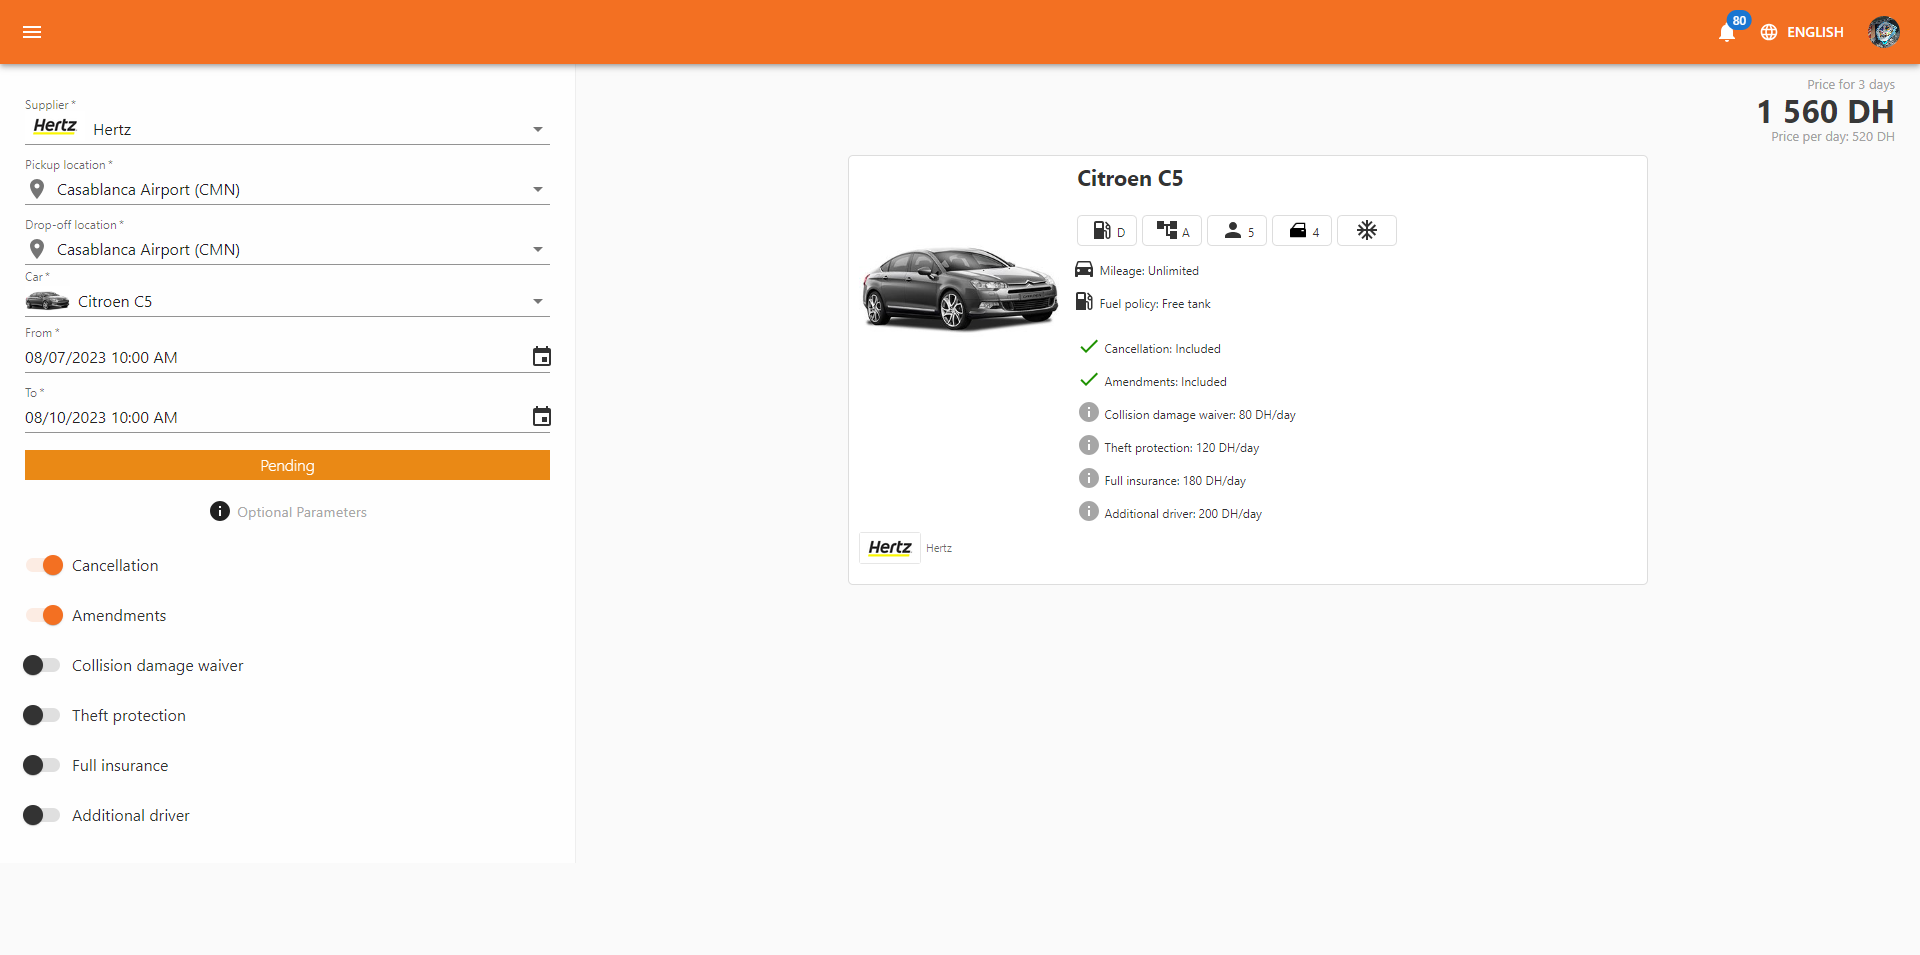 80
ENGLISH
Supplier *
Hertz Hertz
Pickup location *
Casablanca Airport (CMN)
Drop-off location *
Casablanca Airport (CMN)
Car *
Citroen C5
From *
08/07/2023 10:00 AM
To *
08/10/2023 10:00 AM
Pending
Optional Parameters
Cancellation
Amendments
Collision damage waiver
Theft protection
Full insurance
Additional driver
Price for 3 days
1 560 DH
Price per day: 520 DH
Citroen C5
D A 5 4
Mileage: Unlimited
Fuel policy: Free tank
Cancellation: Included
Amendments: Included
Collision damage waiver: 80 DH/day
Theft protection: 120 DH/day
Full insurance: 180 DH/day
Additional driver: 200 DH/day
Hertz Hertz